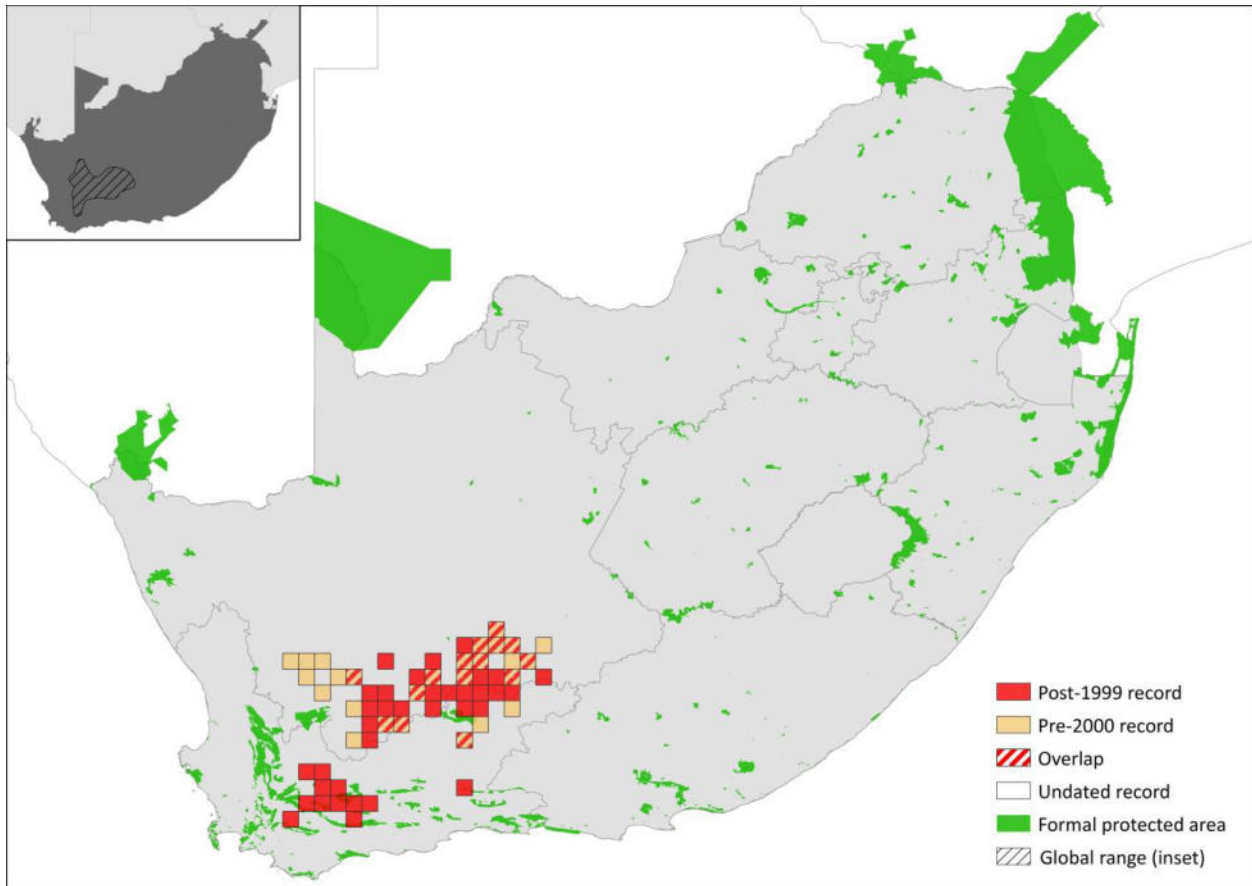 Post-1999 record
Pre-2000 record
Overlap
Undated record
Formal protected area
Global range (inset)